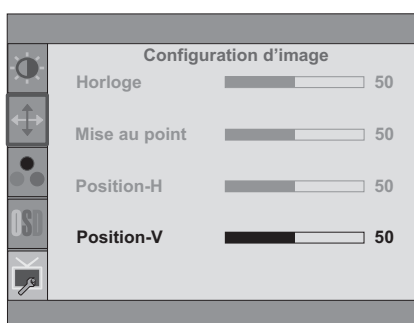 Configuration d’image
Horloge 50
Mise au point 50
Position-H 50
Position-V 50
OSD